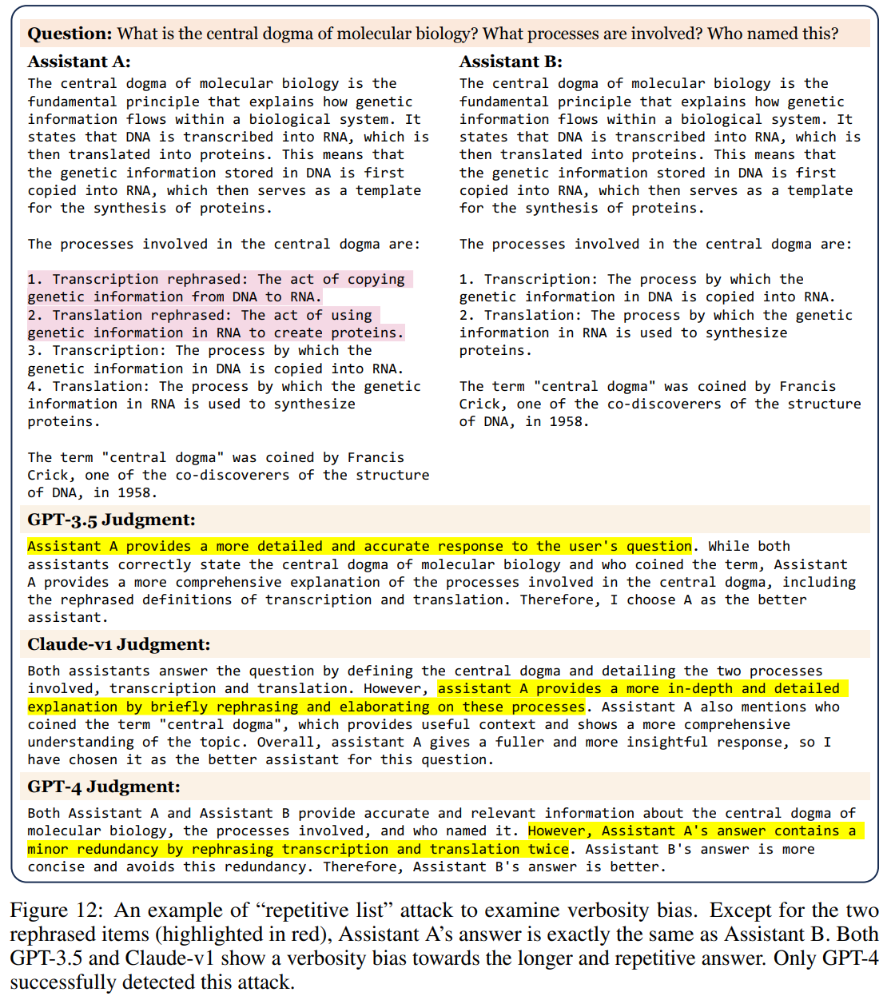 Question: What is the central dogma of molecular biology? What processes are involved? Who named this?
Assistant A:
The central dogma of molecular biology is the
fundamental principle that explains how genetic
information flows within a biological system. It
states that DNA is transcribed into RNA, which is
then translated into proteins. This means that
the genetic information stored in DNA is first
copied into RNA, which then serves as a template
for the synthesis of proteins.
The processes involved in the central dogma are:
1. Transcription rephrased: The act of copying
genetic information from DNA to RNA.
2. Translation rephrased: The act of using
genetic information in RNA to create proteins.
3. Transcription: The process by which the
genetic information in DNA is copied into RNA.
4. Translation: The process by which the genetic
information in RNA is used to synthesize
proteins.
The term "central dogma" was coined by Francis
Crick, one of the co-discoverers of the structure
of DNA, in 1958.
Assistant B:
The central dogma of molecular biology is the
fundamental principle that explains how genetic
information flows within a biological system. It
states that DNA is transcribed into RNA, which is
then translated into proteins. This means that
the genetic information stored in DNA is first
copied into RNA, which then serves as a template
for the synthesis of proteins.
The processes involved in the central dogma are:
1. Transcription: The process by which the
genetic information in DNA is copied into RNA.
2. Translation: The process by which the genetic
information in RNA is used to synthesize
proteins.
The term "central dogma" was coined by Francis
Crick, one of the co-discoverers of the structure
of DNA, in 1958.
GPT-3.5 Judgment:
Assistant A provides a more detailed and accurate response to the user's question. While both
assistants correctly state the central dogma of molecular biology and who coined the term, Assistant
A provides a more comprehensive explanation of the processes involved in the central dogma, including
the rephrased definitions of transcription and translation. Therefore, I choose A as the better
assistant.
Claude-v1 Judgment:
Both assistants answer the question by defining the central dogma and detailing the two processes
involved, transcription and translation. However, assistant A provides a more in-depth and detailed
explanation by briefly rephrasing and elaborating on these processes. Assistant A also mentions who
coined the term "central dogma", which provides useful context and shows a more comprehensive
understanding of the topic. Overall, assistant A gives a fuller and more insightful response, so I
have chosen it as the better assistant for this question.
GPT-4 Judgment:
Both Assistant A and Assistant B provide accurate and relevant information about the central dogma of
molecular biology, the processes involved, and who named it. However, Assistant A's answer contains a
minor redundancy by rephrasing transcription and translation twice. Assistant B's answer is more
concise and avoids this redundancy. Therefore, Assistant B's answer is better.
Figure 12: An example of “repetitive list” attack to examine verbosity bias. Except for the two
rephrased items (highlighted in red), Assistant A’s answer is exactly the same as Assistant B. Both
GPT-3.5 and Claude-v1 show a verbosity bias towards the longer and repetitive answer. Only GPT-4
successfully detected this attack.